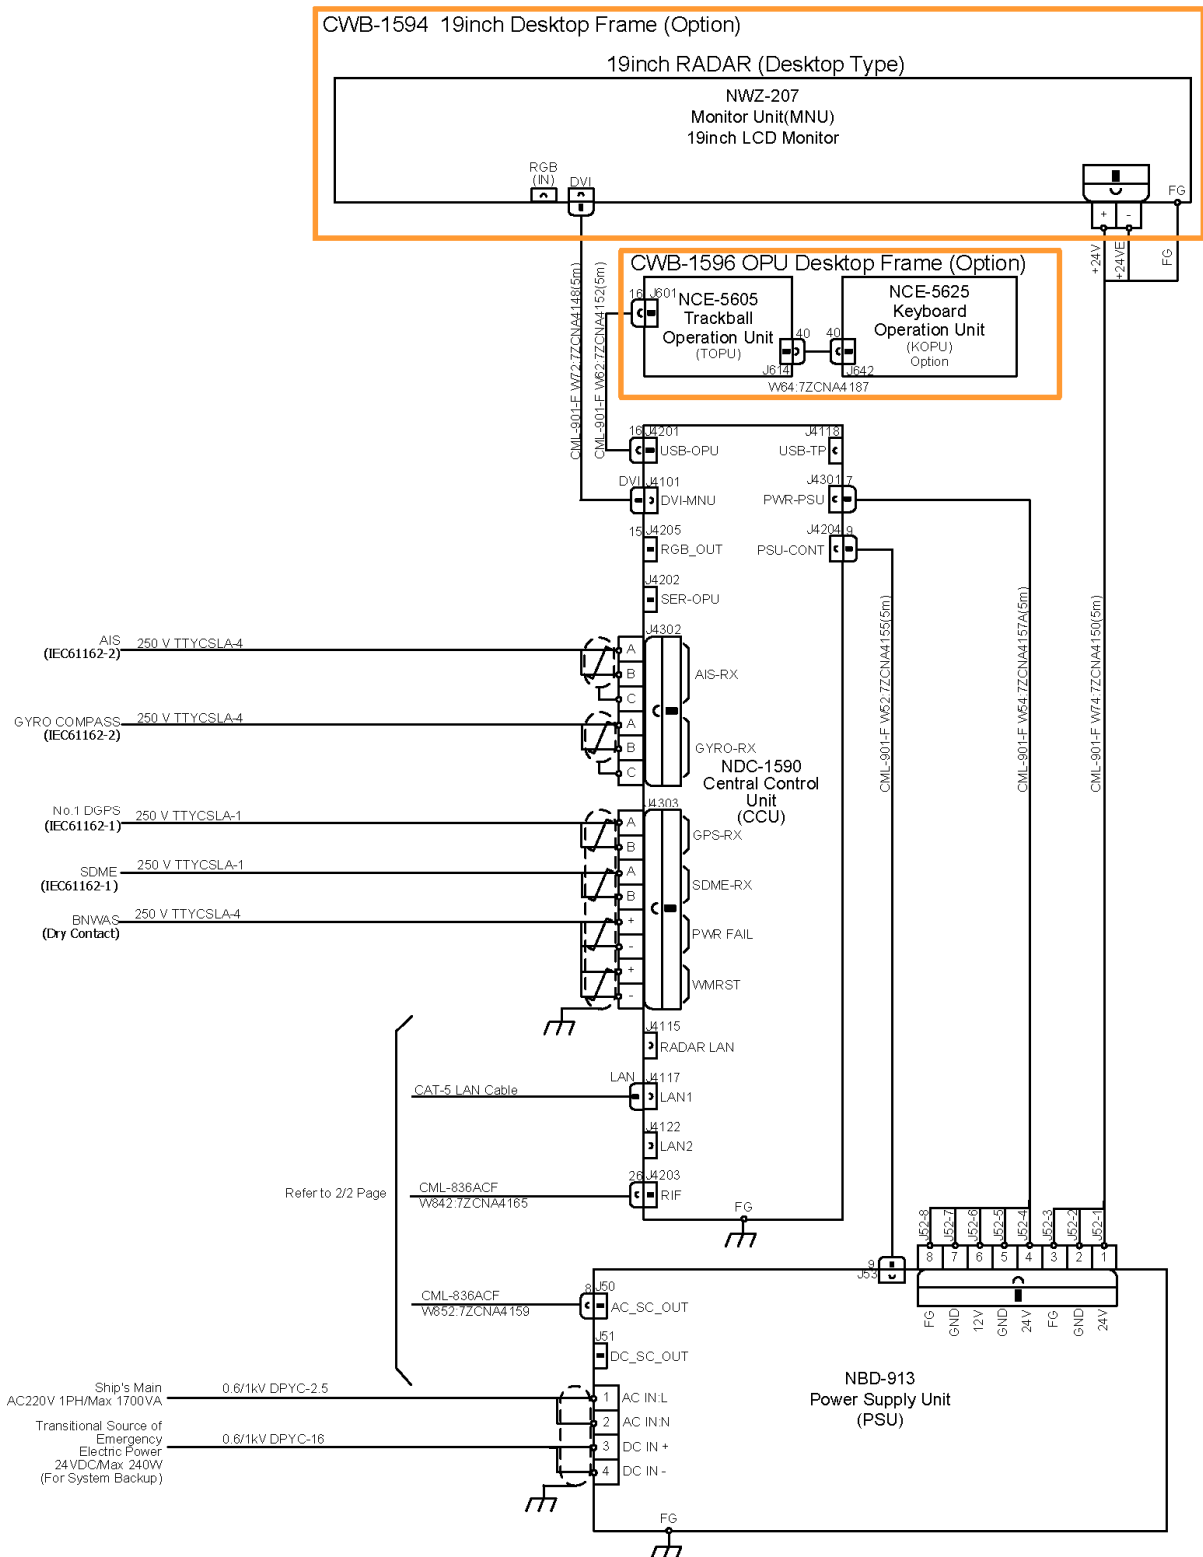 CWB-1594 19inch Desktop Frame (Option)
19inch RADAR (Desktop Type)
NWZ-207
Monitor Unit(MNU)
19inch LCD Monitor
RGB
(IN)
DVI
FG
+ -
+24V
+24VE
FG
CML-901-F W72:7ZCNA4148(5m)
CML-901-F W62:7ZCNA4152(5m)
CWB-1596 OPU Desktop Frame (Option)
16 J601
NCE-5605
Trackball
Operation Unit
(TOPU)
40
J614
NCE-5625
Keyboard
Operation Unit
(KOPU)
Option
40
J642
W64:7ZCNA4187
16 J4201
USB-OPU
J4118
USB-TP
DVI J4101
DVI-MNU
J4301 7
PWR-PSU
15 J4205
RGB_OUT
J4204 9
PSU-CONT
J4202
SER-OPU
CML-901-F W52:7ZCNA4155(5m)
CML-901-F W54:7ZCNA4157A(5m)
CML-901-F W74:7ZCNA4150(5m)
AIS
(IEC61162-2)
250 V TTYCSLA-4
J4302
A
B
C
AIS-RX
GYRO COMPASS
(IEC61162-2)
250 V TTYCSLA-4
A
B
C
GYRO-RX
NDC-1590
Central Control
Unit
(CCU)
No.1 DGPS
(IEC61162-1)
250 V TTYCSLA-1
J4303
A
B
GPS-RX
SDME
(IEC61162-1)
250 V TTYCSLA-1
A
B
SDME-RX
BNWAS
(Dry Contact)
250 V TTYCSLA-4
+
-
PWR FAIL
+
-
WMRST
J4115
RADAR LAN
CAT-5 LAN Cable
LAN J4117
LAN1
J4122
LAN2
Refer to 2/2 Page
CML-836ACF
W842:7ZCNA4165
26 J4203
RIF
FG
J52-8
J52-7
J52-6
J52-5
J52-4
J52-3
J52-2
J52-1
8 7 6 5 4 3 2 1
FG
GND
12V
GND
24V
FG
GND
24V
9
J53
CML-836ACF
W852:7ZCNA4159
8 J50
AC_SC_OUT
J51
DC_SC_OUT
NBD-913
Power Supply Unit
(PSU)
Ship's Main
AC220V 1PH/Max 1700VA
0.6/1kV DPYC-2.5
1 AC IN:L
2 AC IN:N
Transitional Source of
Emergency
Electric Power
24VDC/Max 240W
(For System Backup)
0.6/1kV DPYC-16
3 DC IN +
4 DC IN -
FG